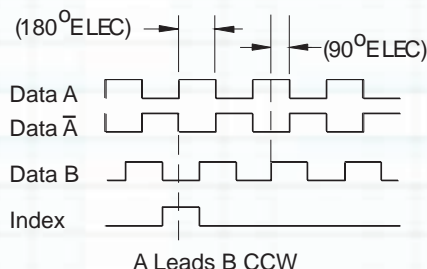 (180°ELEC)
(90°ELEC)
Data A
Data A̅
Data B
Index
A Leads B CCW